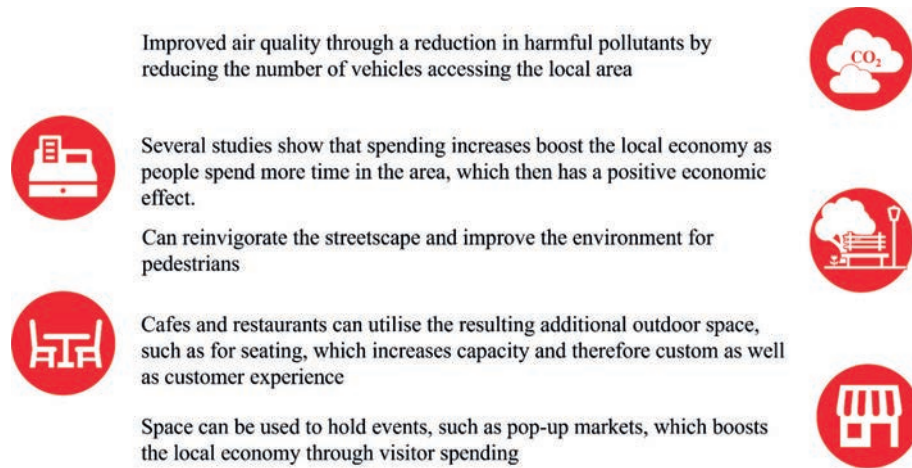 Improved air quality through a reduction in harmful pollutants by
reducing the number of vehicles accessing the local area
CO₂
Several studies show that spending increases boost the local economy as
people spend more time in the area, which then has a positive economic
effect.
Can reinvigorate the streetscape and improve the environment for
pedestrians
Cafes and restaurants can utilise the resulting additional outdoor space,
such as for seating, which increases capacity and therefore custom as well
as customer experience
Space can be used to hold events, such as pop-up markets, which boosts
the local economy through visitor spending